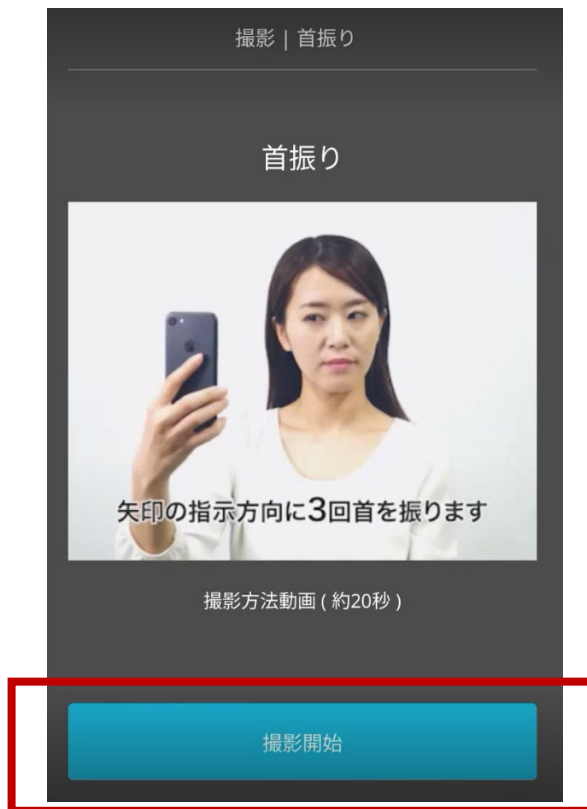 撮影 | 首振り
首振り
矢印の指示方向に3回首を振ります
撮影方法動画 ( 約20秒 )
撮影開始